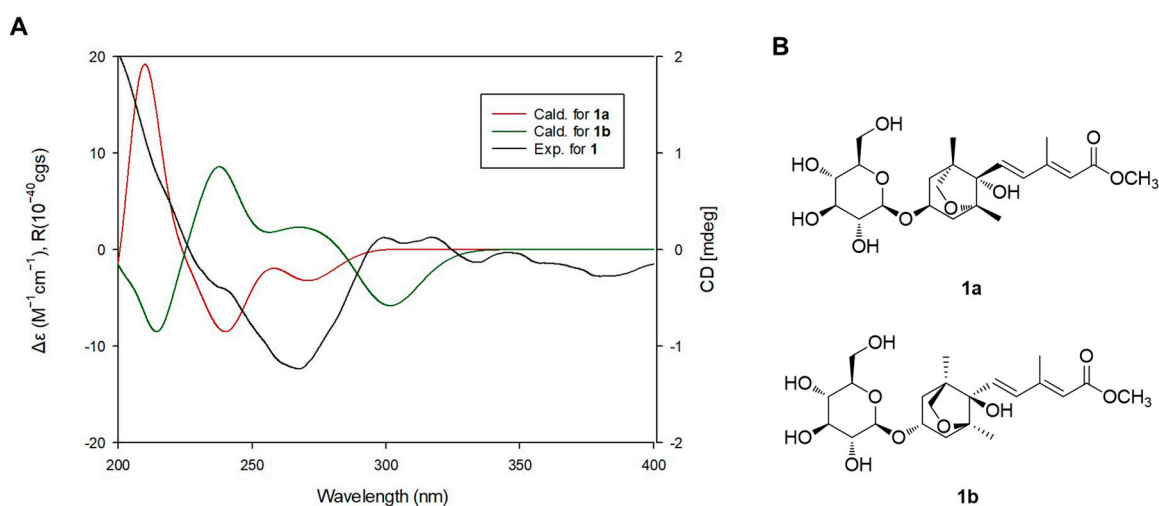 A
B
20
10
0
-10
-20
Δε (M⁻¹cm⁻¹), R(10⁻⁴⁰cgs)
2
1
0
-1
-2
CD [mdeg]
Cald. for 1a
Cald. for 1b
Exp. for 1
200
250
300
350
400
Wavelength (nm)
OH
HO
O
HO
OH
O
O
OH
O
OCH₃
1a
OH
HO
O
HO
OH
O
O
OH
O
OCH₃
1b